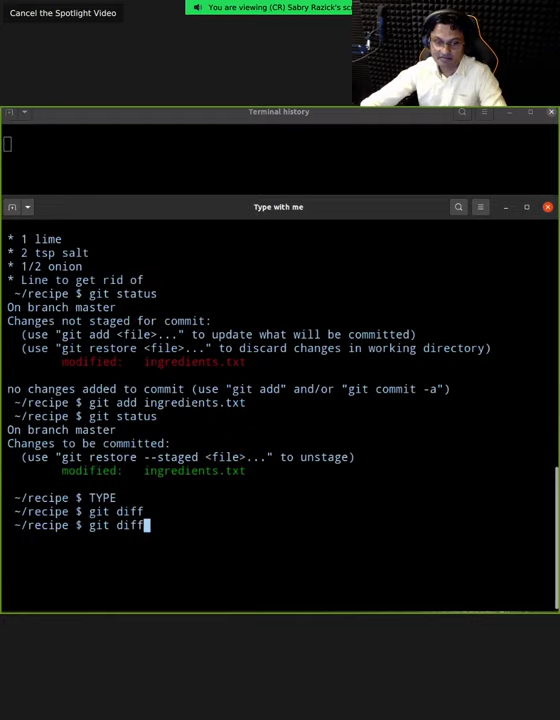 Cancel the Spotlight Video
You are viewing (CR) Sabry Razick's sc
Terminal history
Type with me
* 1 lime
* 2 tsp salt
* 1/2 onion
* Line to get rid of
~/recipe $ git status
On branch master
Changes not staged for commit:
(use "git add <file>..." to update what will be committed)
(use "git restore <file>..." to discard changes in working directory)
modified: ingredients.txt
no changes added to commit (use "git add" and/or "git commit -a")
~/recipe $ git add ingredients.txt
~/recipe $ git status
On branch master
Changes to be committed:
(use "git restore --staged <file>..." to unstage)
modified: ingredients.txt
~/recipe $ TYPE
~/recipe $ git diff
~/recipe $ git diff